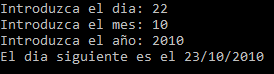 Introduzca el dia: 22
Introduzca el mes: 10
Introduzca el año: 2010
El dia siguiente es el 23/10/2010